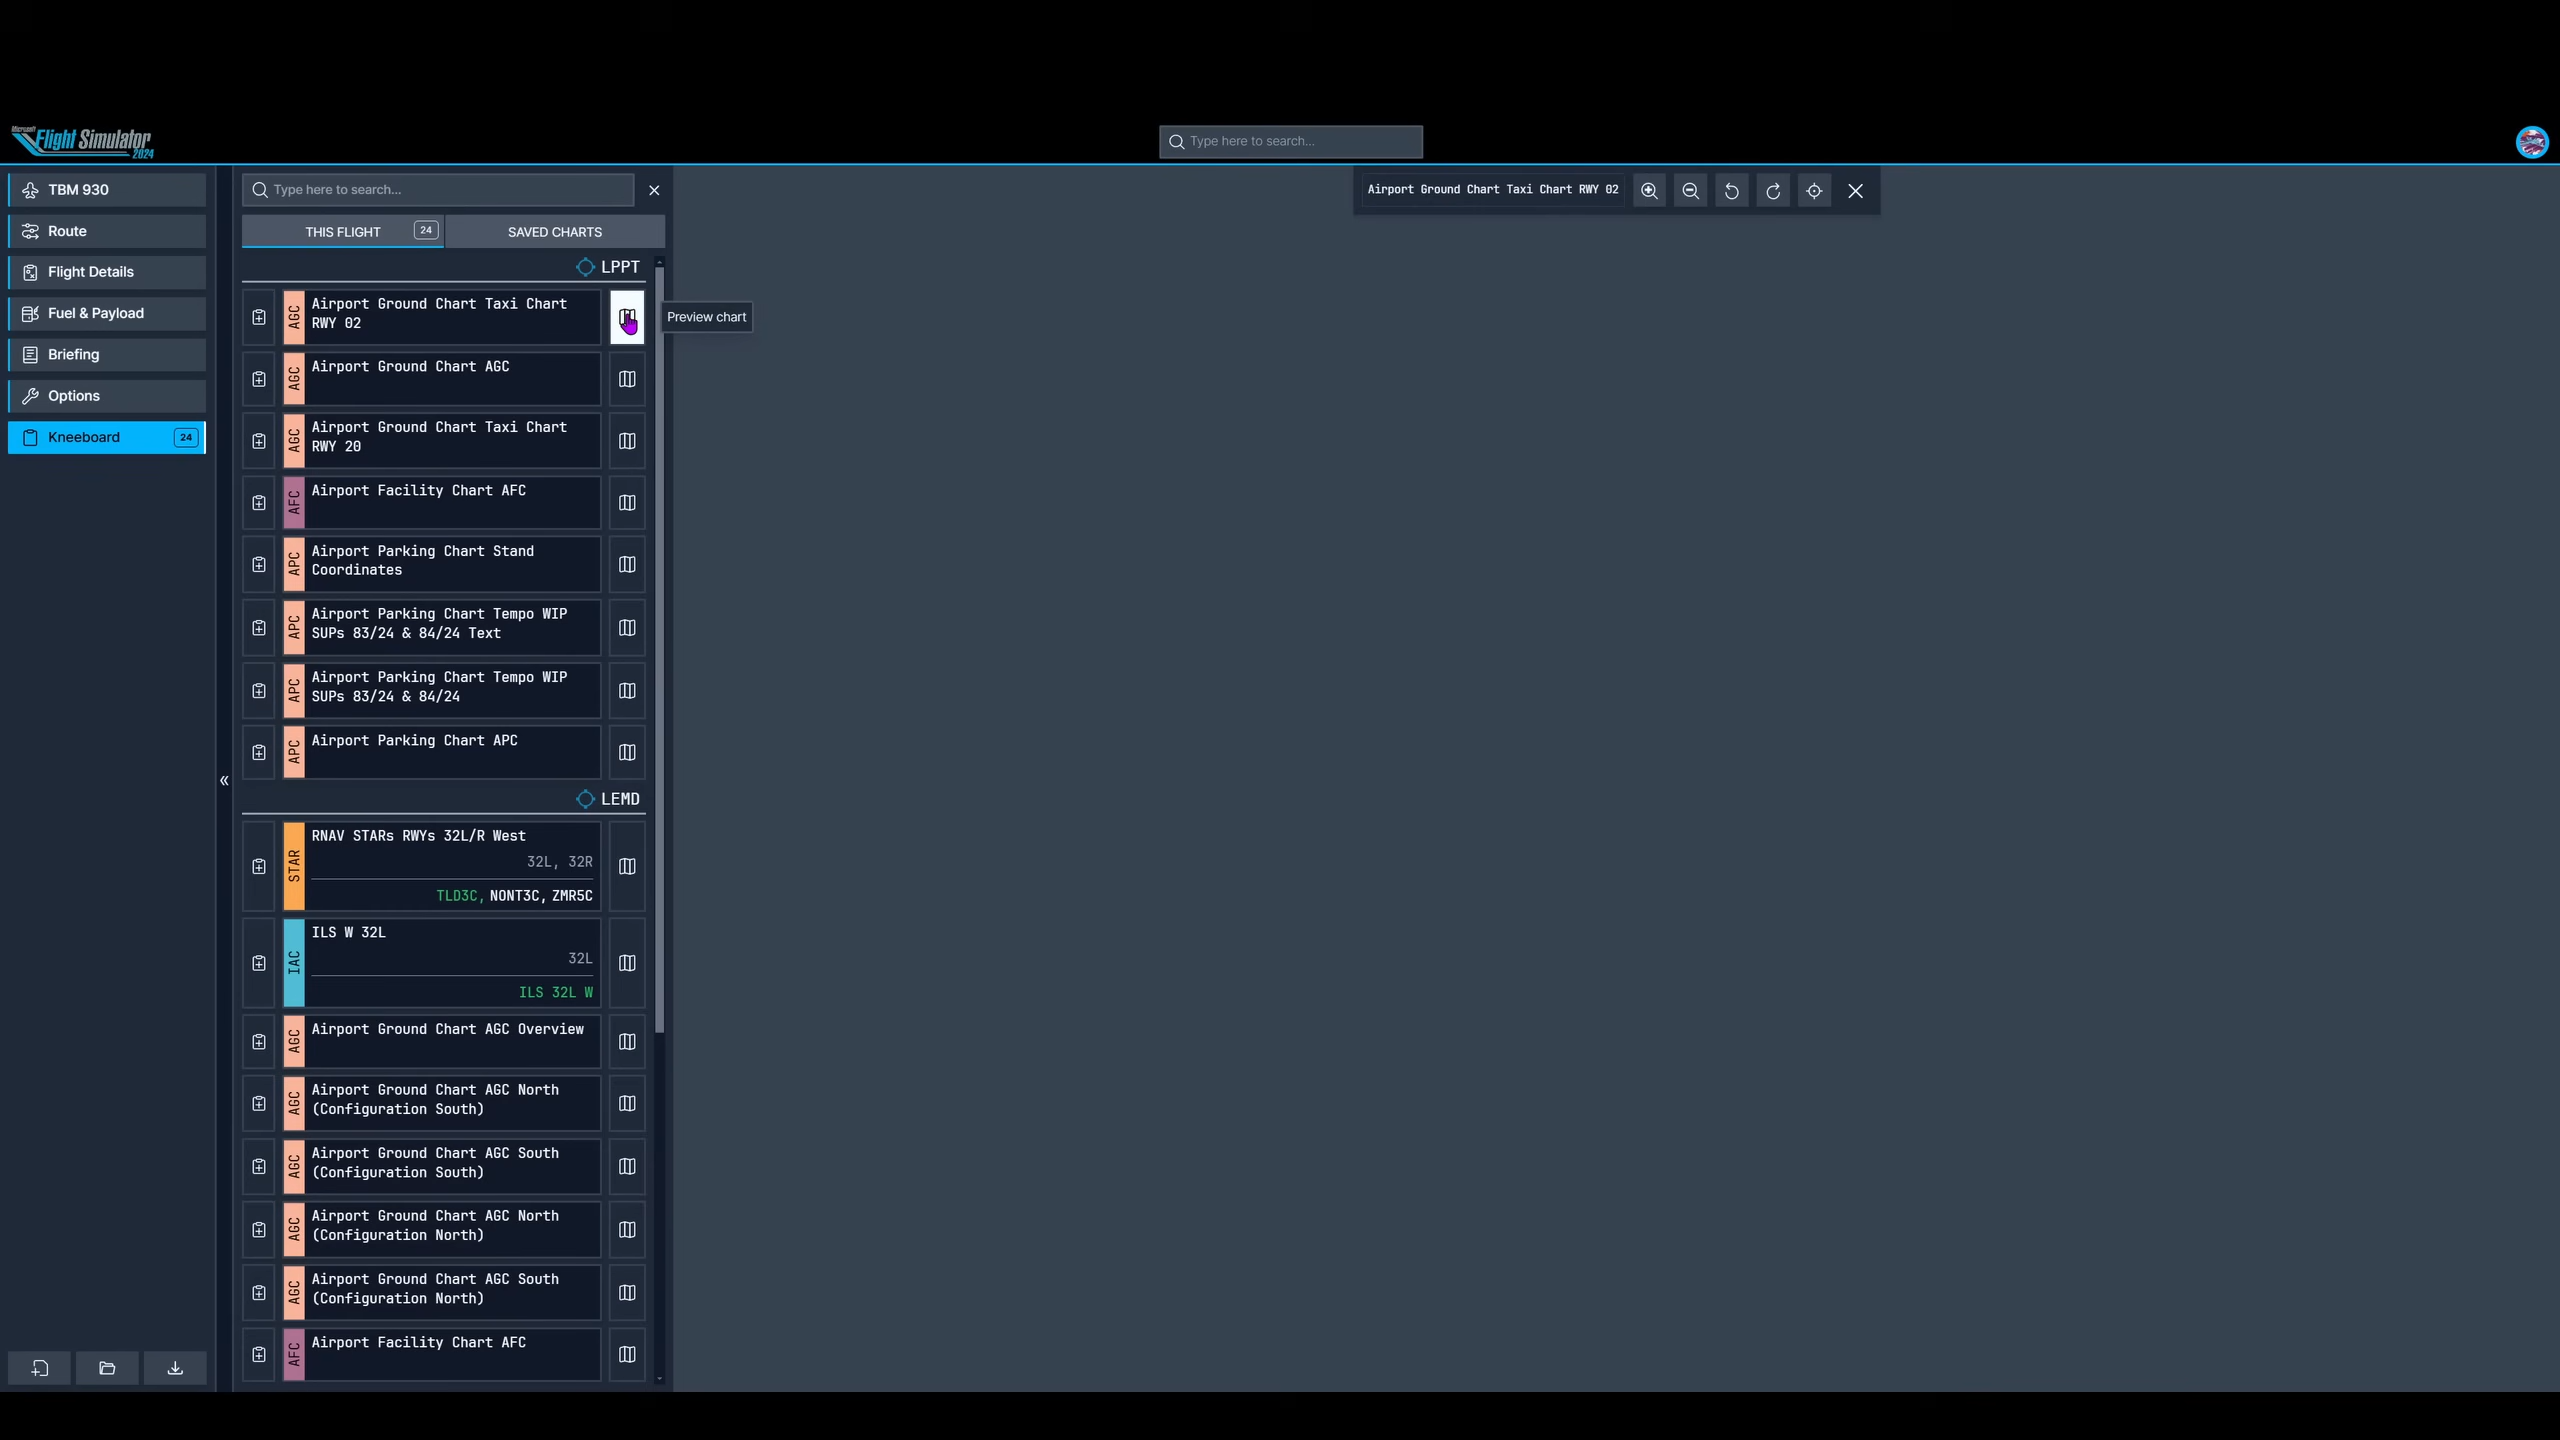 Microsoft
Flight Simulator
2024
Type here to search...
TBM 930
Route
Flight Details
Fuel & Payload
Briefing
Options
Kneeboard 24
Type here to search...
THIS FLIGHT 24
SAVED CHARTS
LPPT
AGC
Airport Ground Chart Taxi Chart
RWY 02
Preview chart
AGC
Airport Ground Chart AGC
AGC
Airport Ground Chart Taxi Chart
RWY 20
AFC
Airport Facility Chart AFC
APC
Airport Parking Chart Stand
Coordinates
APC
Airport Parking Chart Tempo WIP
SUPs 83/24 & 84/24 Text
APC
Airport Parking Chart Tempo WIP
SUPs 83/24 & 84/24
APC
Airport Parking Chart APC
LEMD
STAR
RNAV STARs RWYs 32L/R West
32L, 32R
TLD3C, NONT3C, ZMR5C
IAC
ILS W 32L
32L
ILS 32L W
AGC
Airport Ground Chart AGC Overview
AGC
Airport Ground Chart AGC North
(Configuration South)
AGC
Airport Ground Chart AGC South
(Configuration South)
AGC
Airport Ground Chart AGC North
(Configuration North)
AGC
Airport Ground Chart AGC South
(Configuration North)
AFC
Airport Facility Chart AFC
Airport Ground Chart Taxi Chart RWY 02